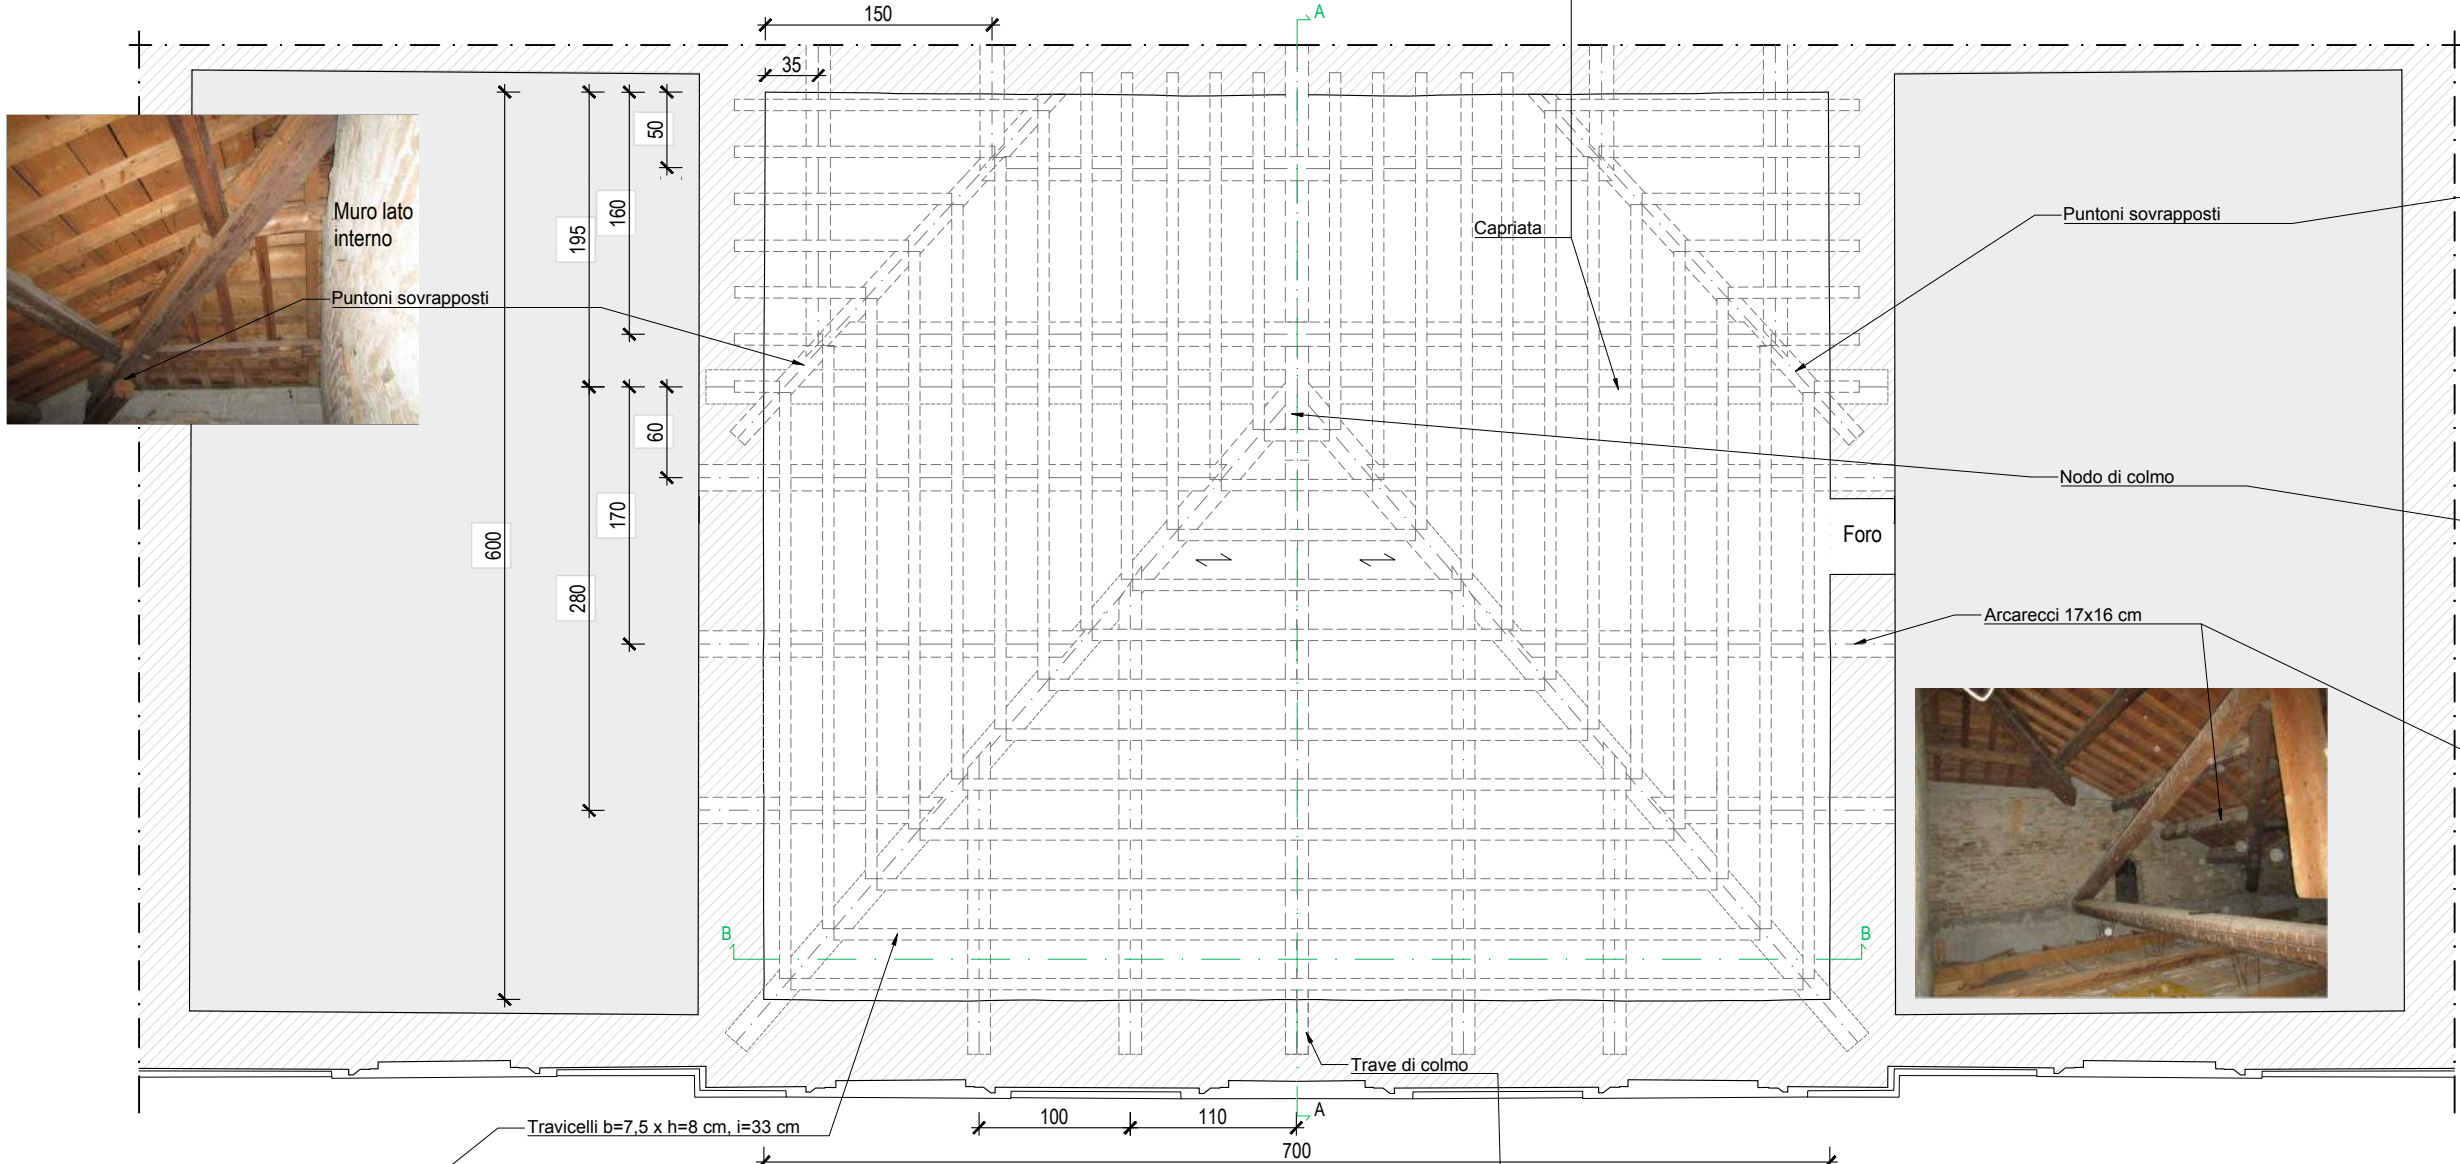 150
A
35
50
Muro lato
interno
160
195
Puntoni sovrapposti
Capriata
Puntoni sovrapposti
60
Nodo di colmo
170
600
Foro
280
Arcarecci 17x16 cm
B
B
Trave di colmo
A
100
110
Travicelli b=7,5 x h=8 cm, i=33 cm
700